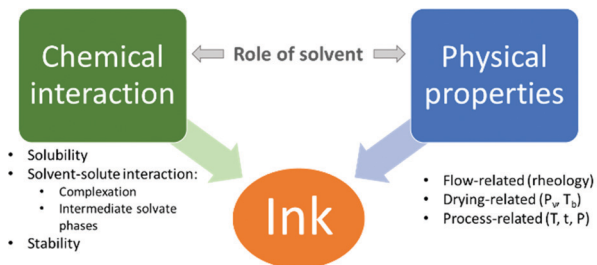 Chemical
interaction
Role of solvent
Physical
properties
• Solubility
• Solvent-solute interaction:
• Complexation
• Intermediate solvate
phases
• Stability
Ink
• Flow-related (rheology)
• Drying-related (Pv, Tb)
• Process-related (T, t, P)